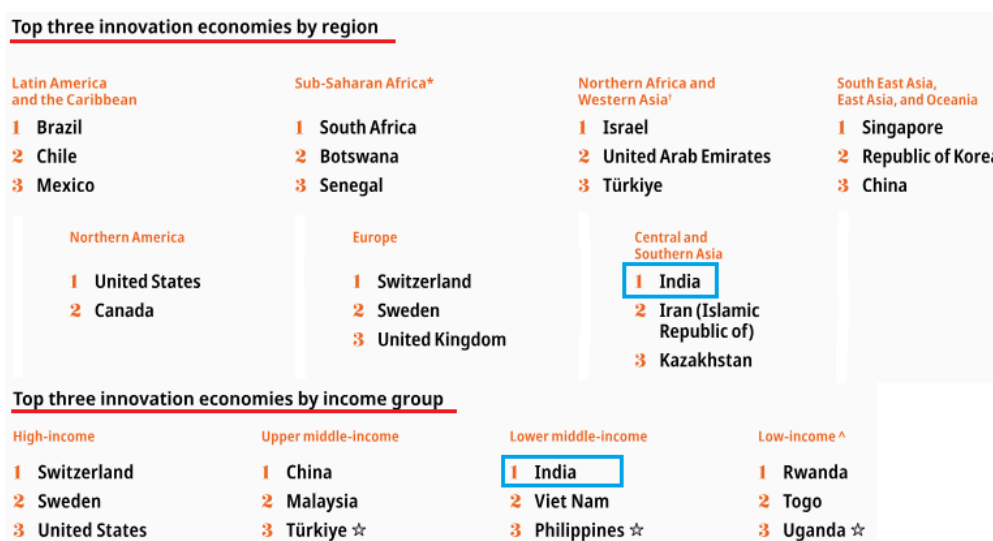 Top three innovation economies by region
Latin America
and the Caribbean
1 Brazil
2 Chile
3 Mexico
Sub-Saharan Africa*
1 South Africa
2 Botswana
3 Senegal
Northern Africa and
Western Asia†
1 Israel
2 United Arab Emirates
3 Türkiye
South East Asia,
East Asia, and Oceania
1 Singapore
2 Republic of Korea
3 China
Northern America
1 United States
2 Canada
Europe
1 Switzerland
2 Sweden
3 United Kingdom
Central and
Southern Asia
1 India
2 Iran (Islamic
Republic of)
3 Kazakhstan
Top three innovation economies by income group
High-income
1 Switzerland
2 Sweden
3 United States
Upper middle-income
1 China
2 Malaysia
3 Türkiye ☆
Lower middle-income
1 India
2 Viet Nam
3 Philippines ☆
Low-income ^
1 Rwanda
2 Togo
3 Uganda ☆